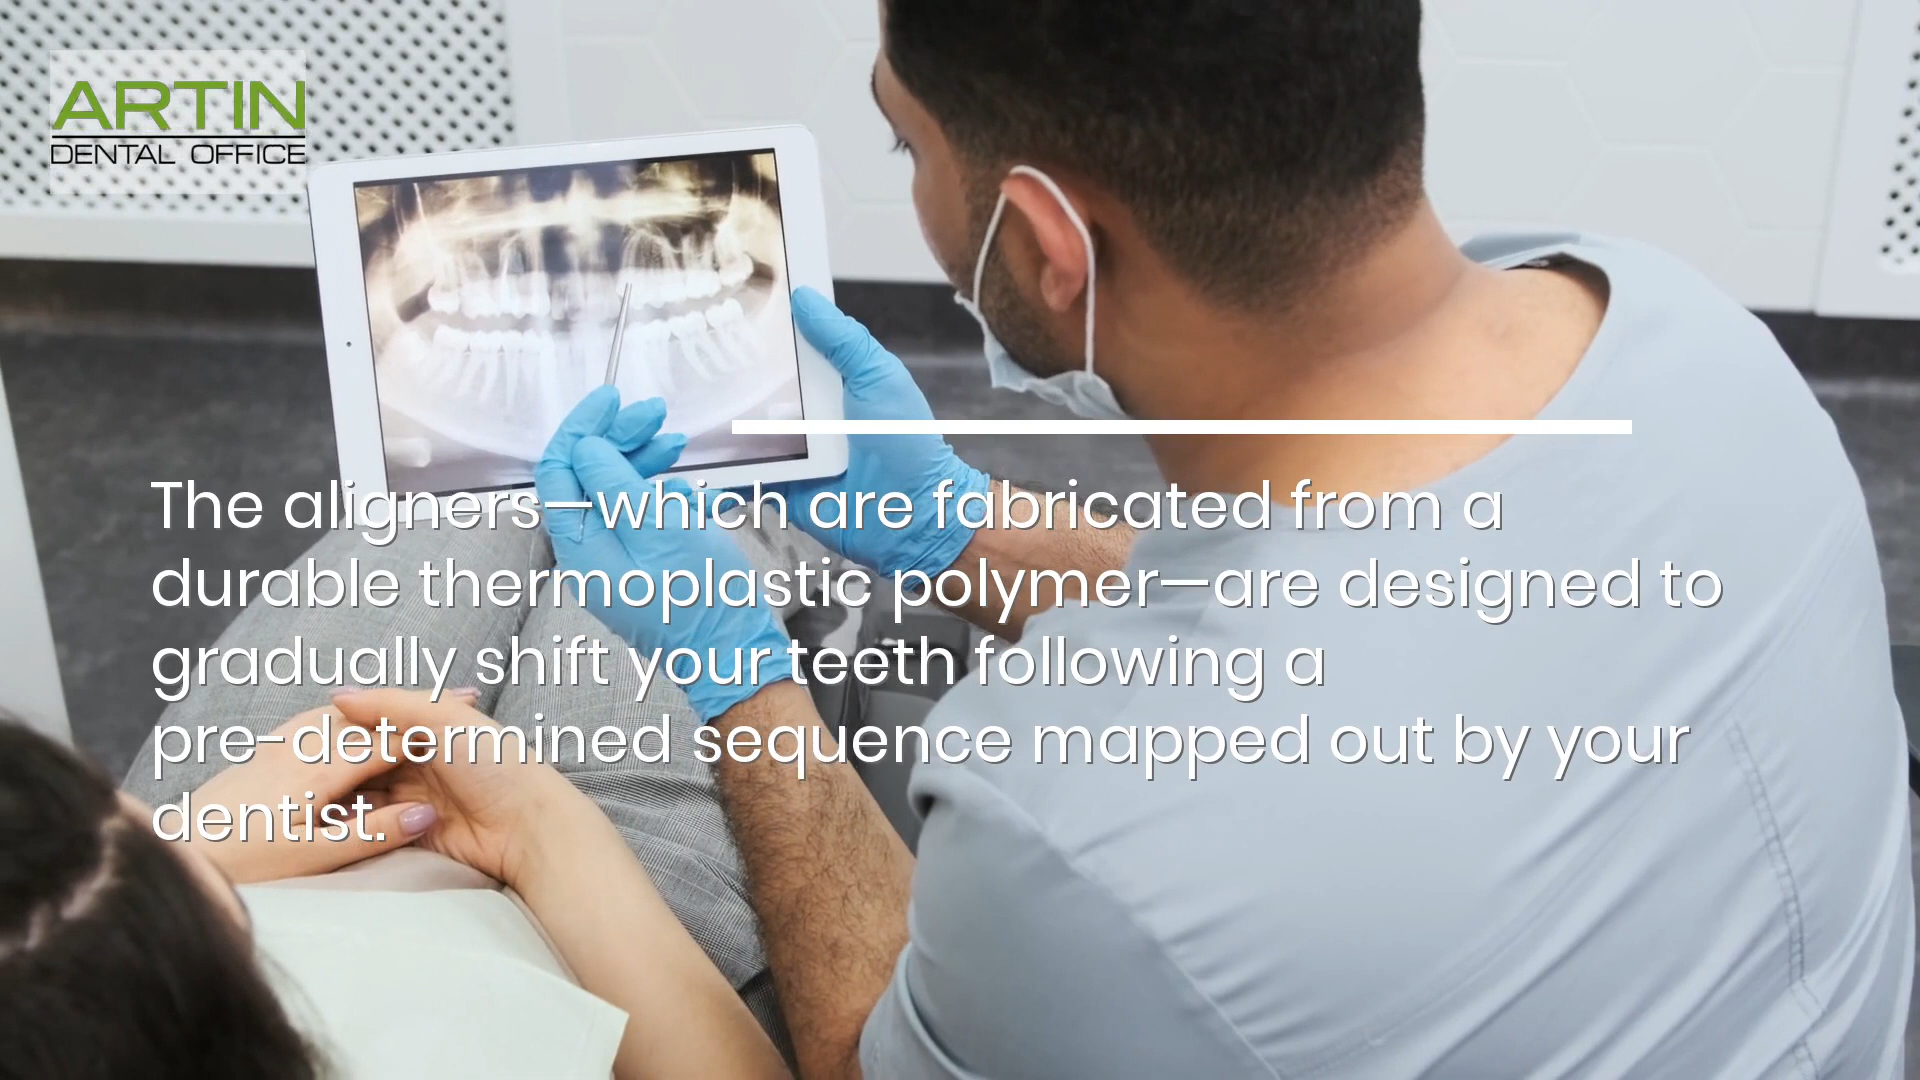 ARTIN
DENTAL OFFICE
The aligners—which are fabricated from a
durable thermoplastic polymer—are designed to
gradually shift your teeth following a
pre-determined sequence mapped out by your
dentist.